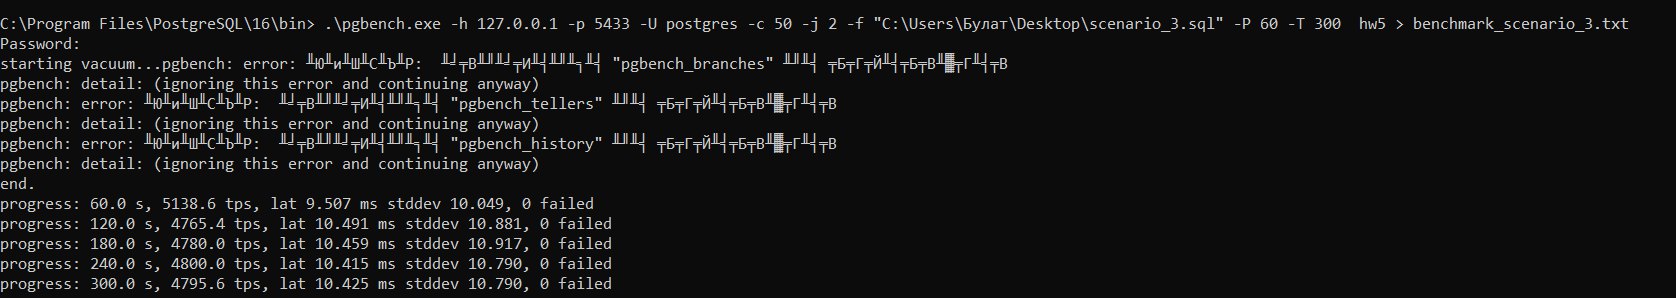 C:\Program Files\PostgreSQL\16\bin> .\pgbench.exe -h 127.0.0.1 -p 5433 -U postgres -c 50 -j 2 -f "C:\Users\Булат\Desktop\scenario_3.sql" -P 60 -T 300  hw5 > benchmark_scenario_3.txt
Password:
starting vacuum...pgbench: error: "pgbench_branches"
pgbench: detail: (ignoring this error and continuing anyway)
pgbench: error: "pgbench_tellers"
pgbench: detail: (ignoring this error and continuing anyway)
pgbench: error: "pgbench_history"
pgbench: detail: (ignoring this error and continuing anyway)
end.
progress: 60.0 s, 5138.6 tps, lat 9.507 ms stddev 10.049, 0 failed
progress: 120.0 s, 4765.4 tps, lat 10.491 ms stddev 10.881, 0 failed
progress: 180.0 s, 4780.0 tps, lat 10.459 ms stddev 10.917, 0 failed
progress: 240.0 s, 4800.0 tps, lat 10.415 ms stddev 10.790, 0 failed
progress: 300.0 s, 4795.6 tps, lat 10.425 ms stddev 10.790, 0 failed